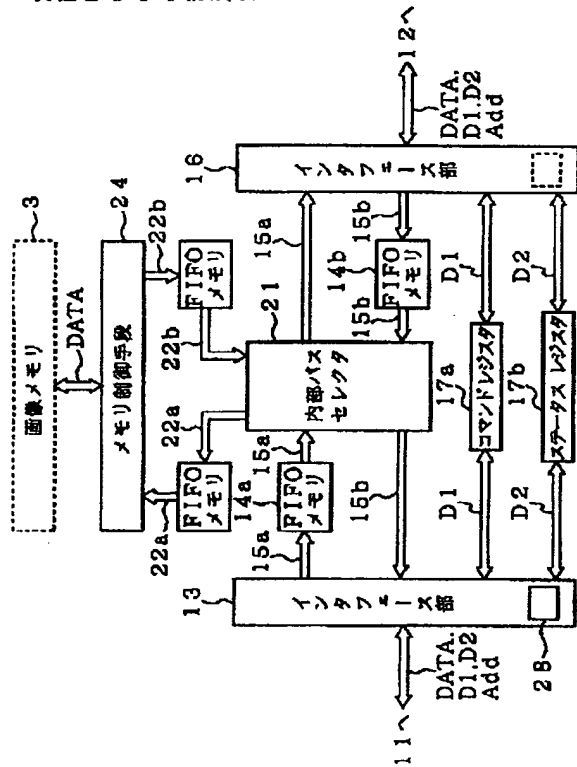 3
画像メモリ
DATA
24
メモリ制御手段
22a
22b
FIFO
メモリ
FIFO
メモリ
22a
22b
14a
15a
FIFO
メモリ
15a
21
内部バス
セレクタ
15a
15b
14b
FIFO
メモリ
15b
15b
13
インタフェース部
16
インタフェース部
11へ
DATA.
D1.D2
Add
12へ
DATA.
D1.D2
Add
D1
17a
コマンドレジスタ
D1
D2
17b
ステータス レジスタ
D2
28